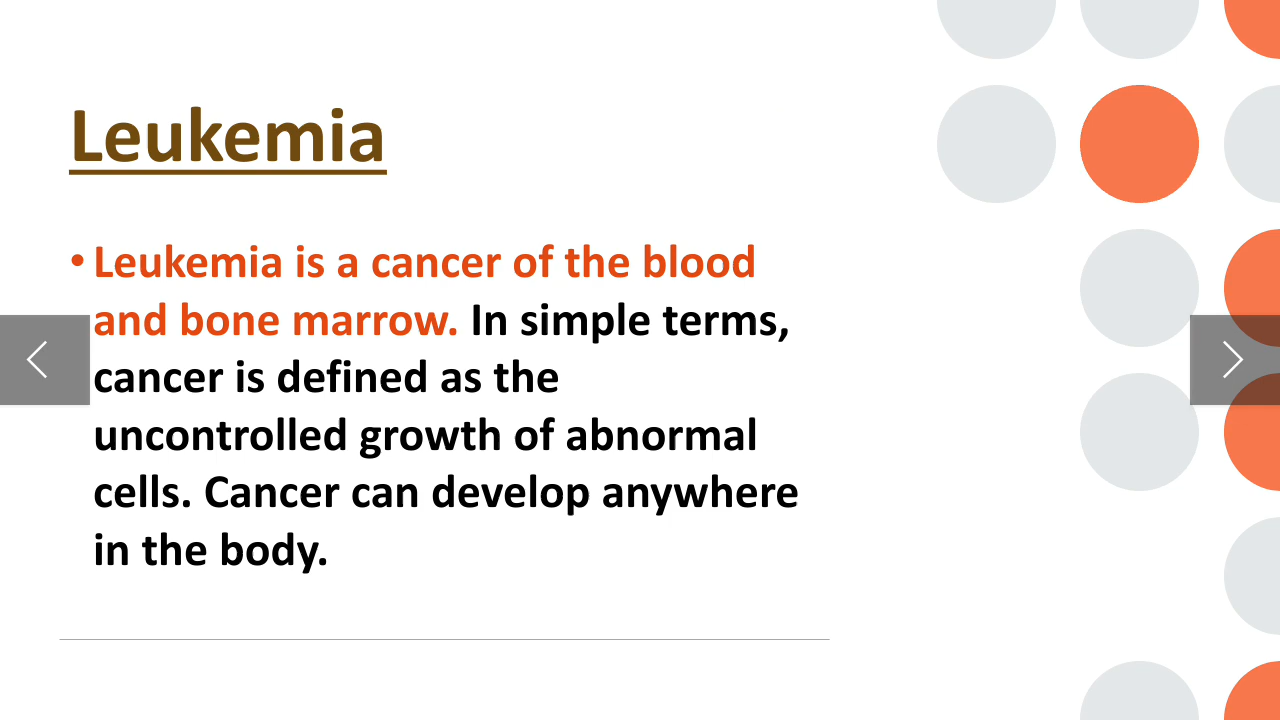 Leukemia
• Leukemia is a cancer of the blood
and bone marrow. In simple terms,
cancer is defined as the
uncontrolled growth of abnormal
cells. Cancer can develop anywhere
in the body.